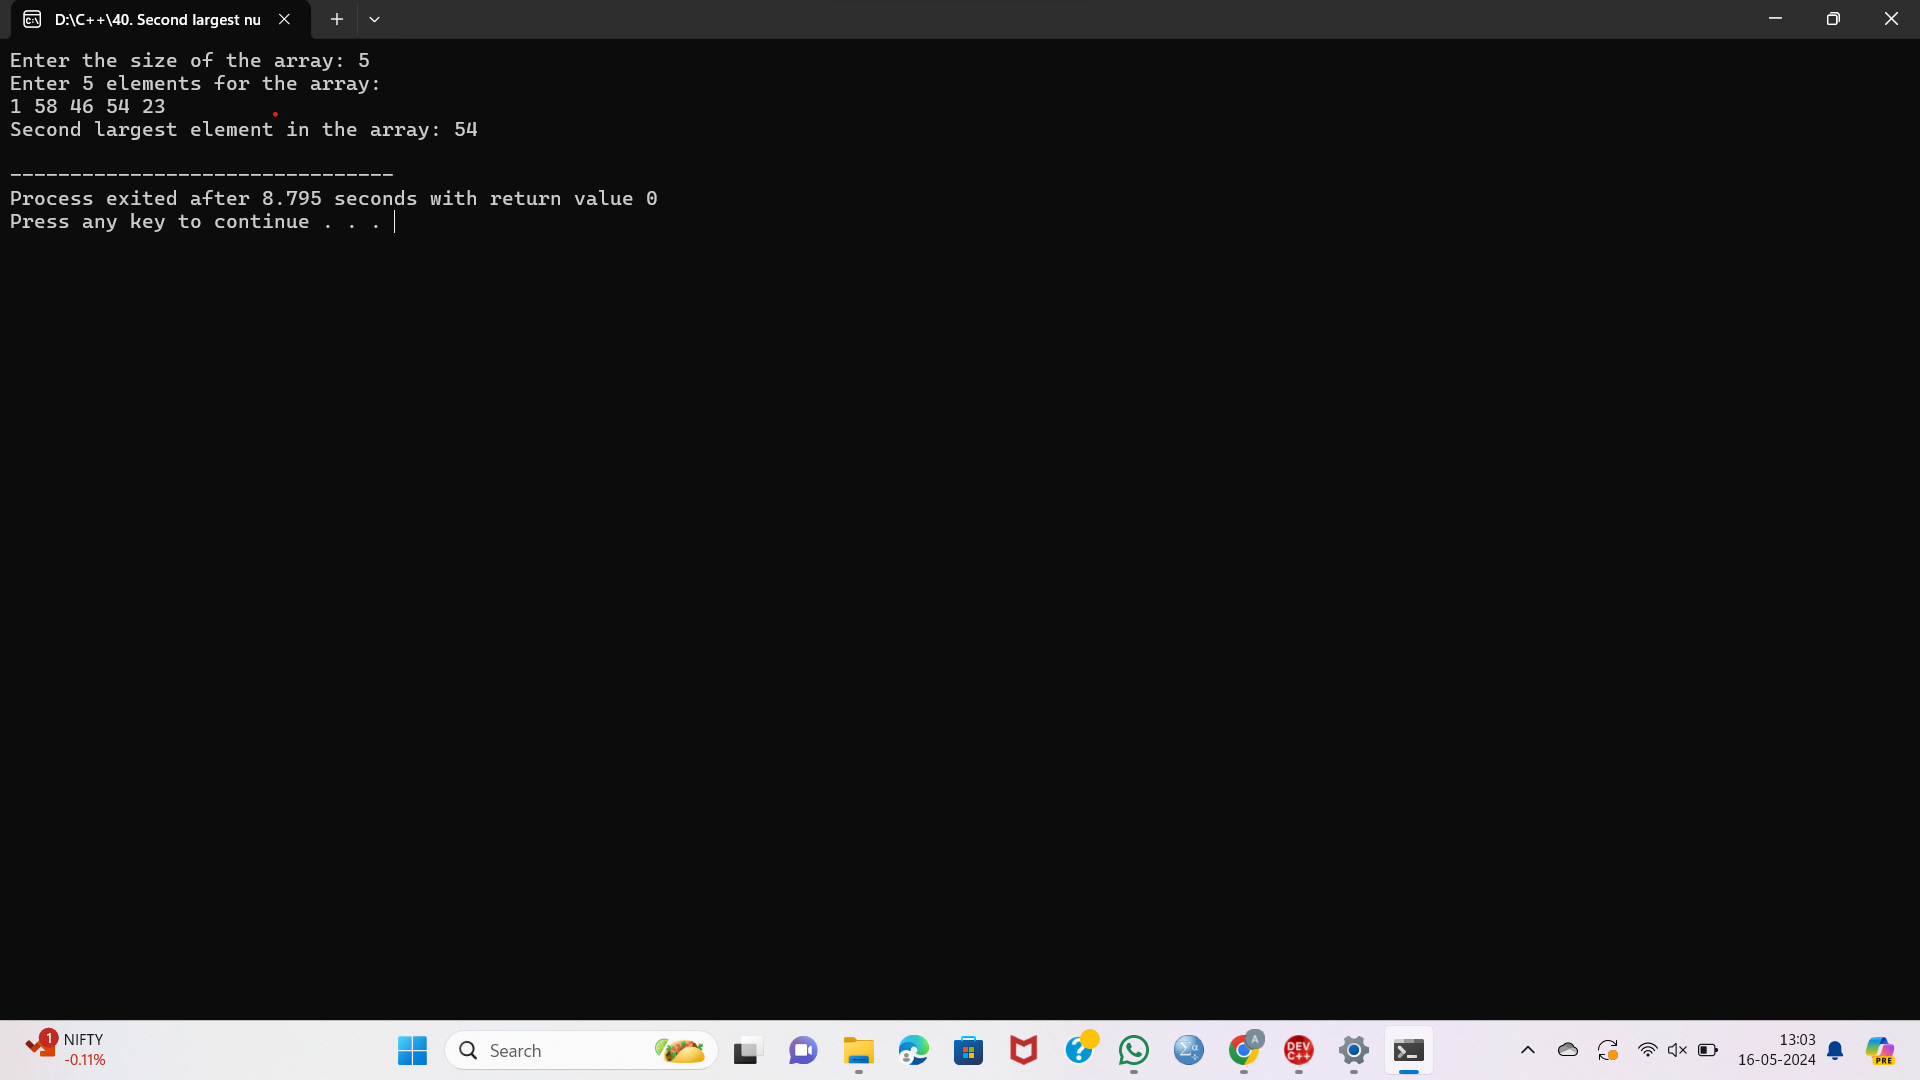 D:\C++\40. Second largest nu
Enter the size of the array: 5
Enter 5 elements for the array:
1 58 46 54 23
Second largest element in the array: 54
--------------------------------
Process exited after 8.795 seconds with return value 0
Press any key to continue . . .
1
NIFTY
-0.11%
Search
A
DEV
C++
13:03
16-05-2024
PRE